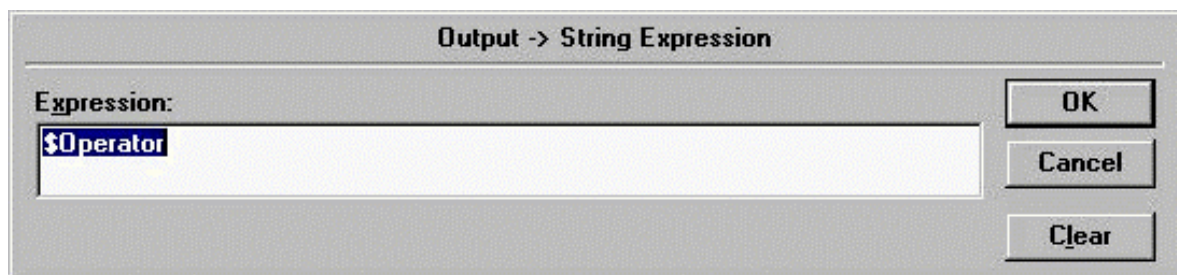 Output -> String Expression
Expression:
$Operator
OK
Cancel
Clear